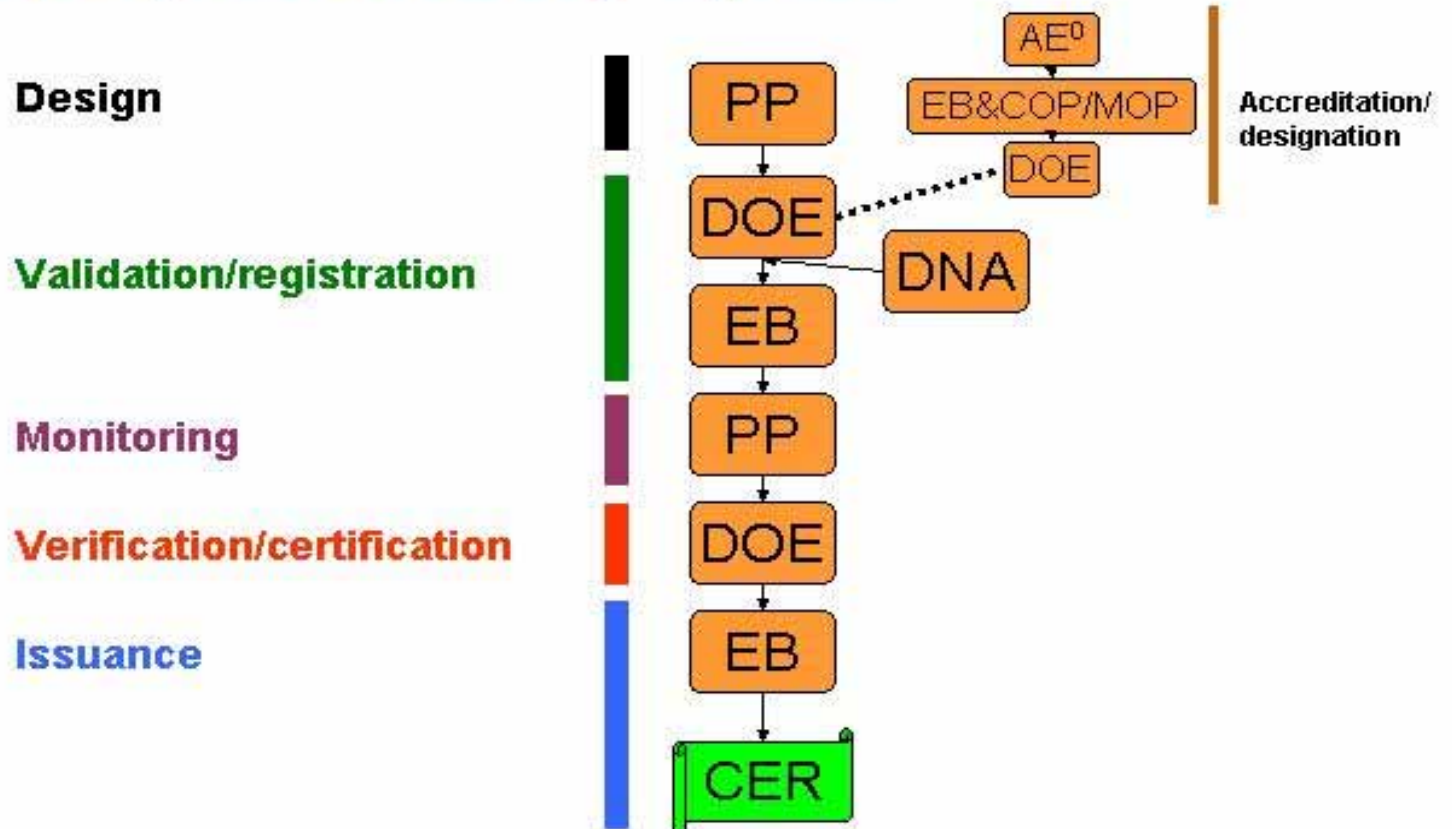 AE⁰
Design
PP
EB&COP/MOP
Accreditation/
designation
DOE
DOE
Validation/registration
DNA
EB
Monitoring
PP
Verification/certification
DOE
Issuance
EB
CER